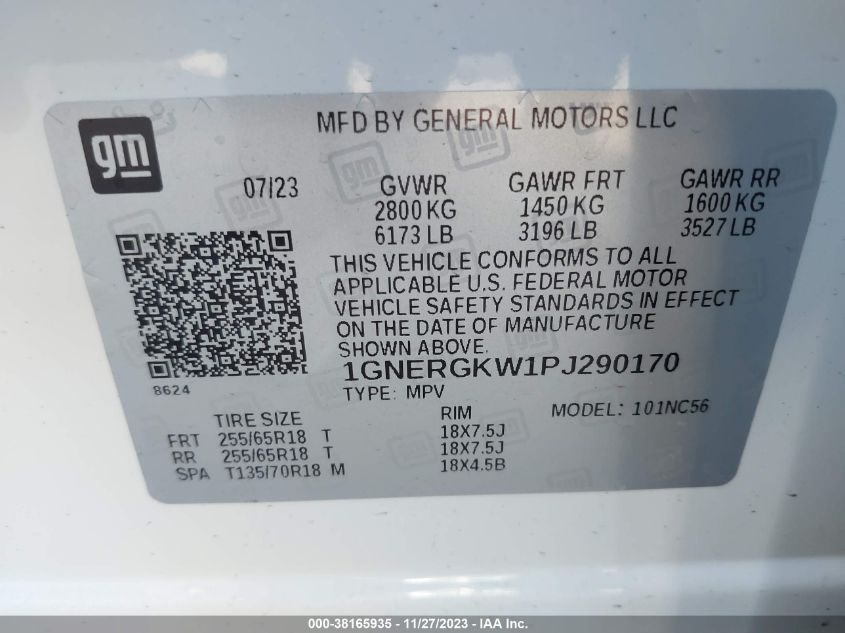 gm
MFD BY GENERAL MOTORS LLC
07/23 GVWR GAWR FRT GAWR RR
2800 KG 1450 KG 1600 KG
6173 LB 3196 LB 3527 LB
THIS VEHICLE CONFORMS TO ALL
APPLICABLE U.S. FEDERAL MOTOR
VEHICLE SAFETY STANDARDS IN EFFECT
ON THE DATE OF MANUFACTURE
SHOWN ABOVE.
1GNERGKW1PJ290170
8624
TYPE: MPV
TIRE SIZE RIM MODEL: 101NC56
FRT 255/65R18 T 18X7.5J
RR 255/65R18 T 18X7.5J
SPA T135/70R18 M 18X4.5B
000-38165935 - 11/27/2023 - IAA Inc.